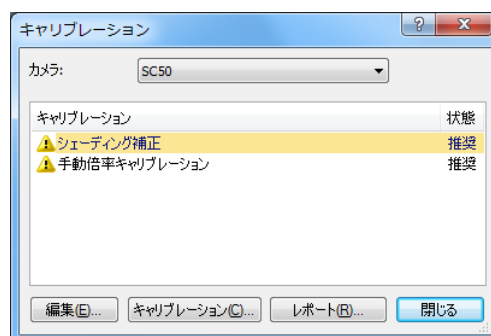 キャリブレーション
カメラ: SC50
キャリブレーション 状態
シェーディング補正 推奨
手動倍率キャリブレーション 推奨
編集(E)... キャリブレーション(C)... レポート(R)... 閉じる